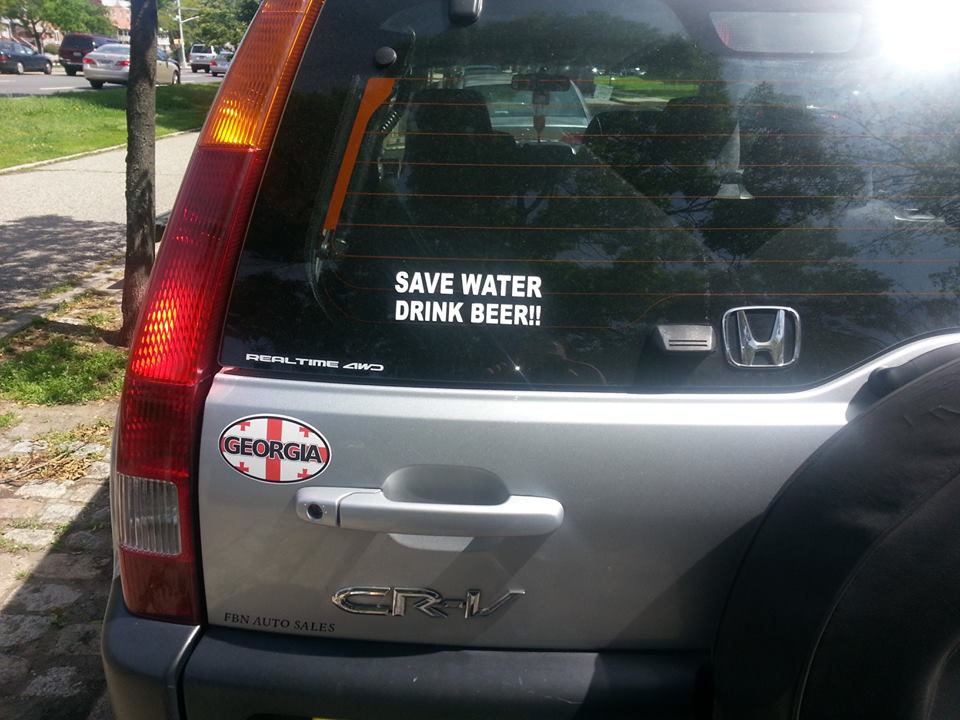 SAVE WATER
DRINK BEER!!
REALTIME 4WD
GEORGIA
CR-V
FBN AUTO SALES